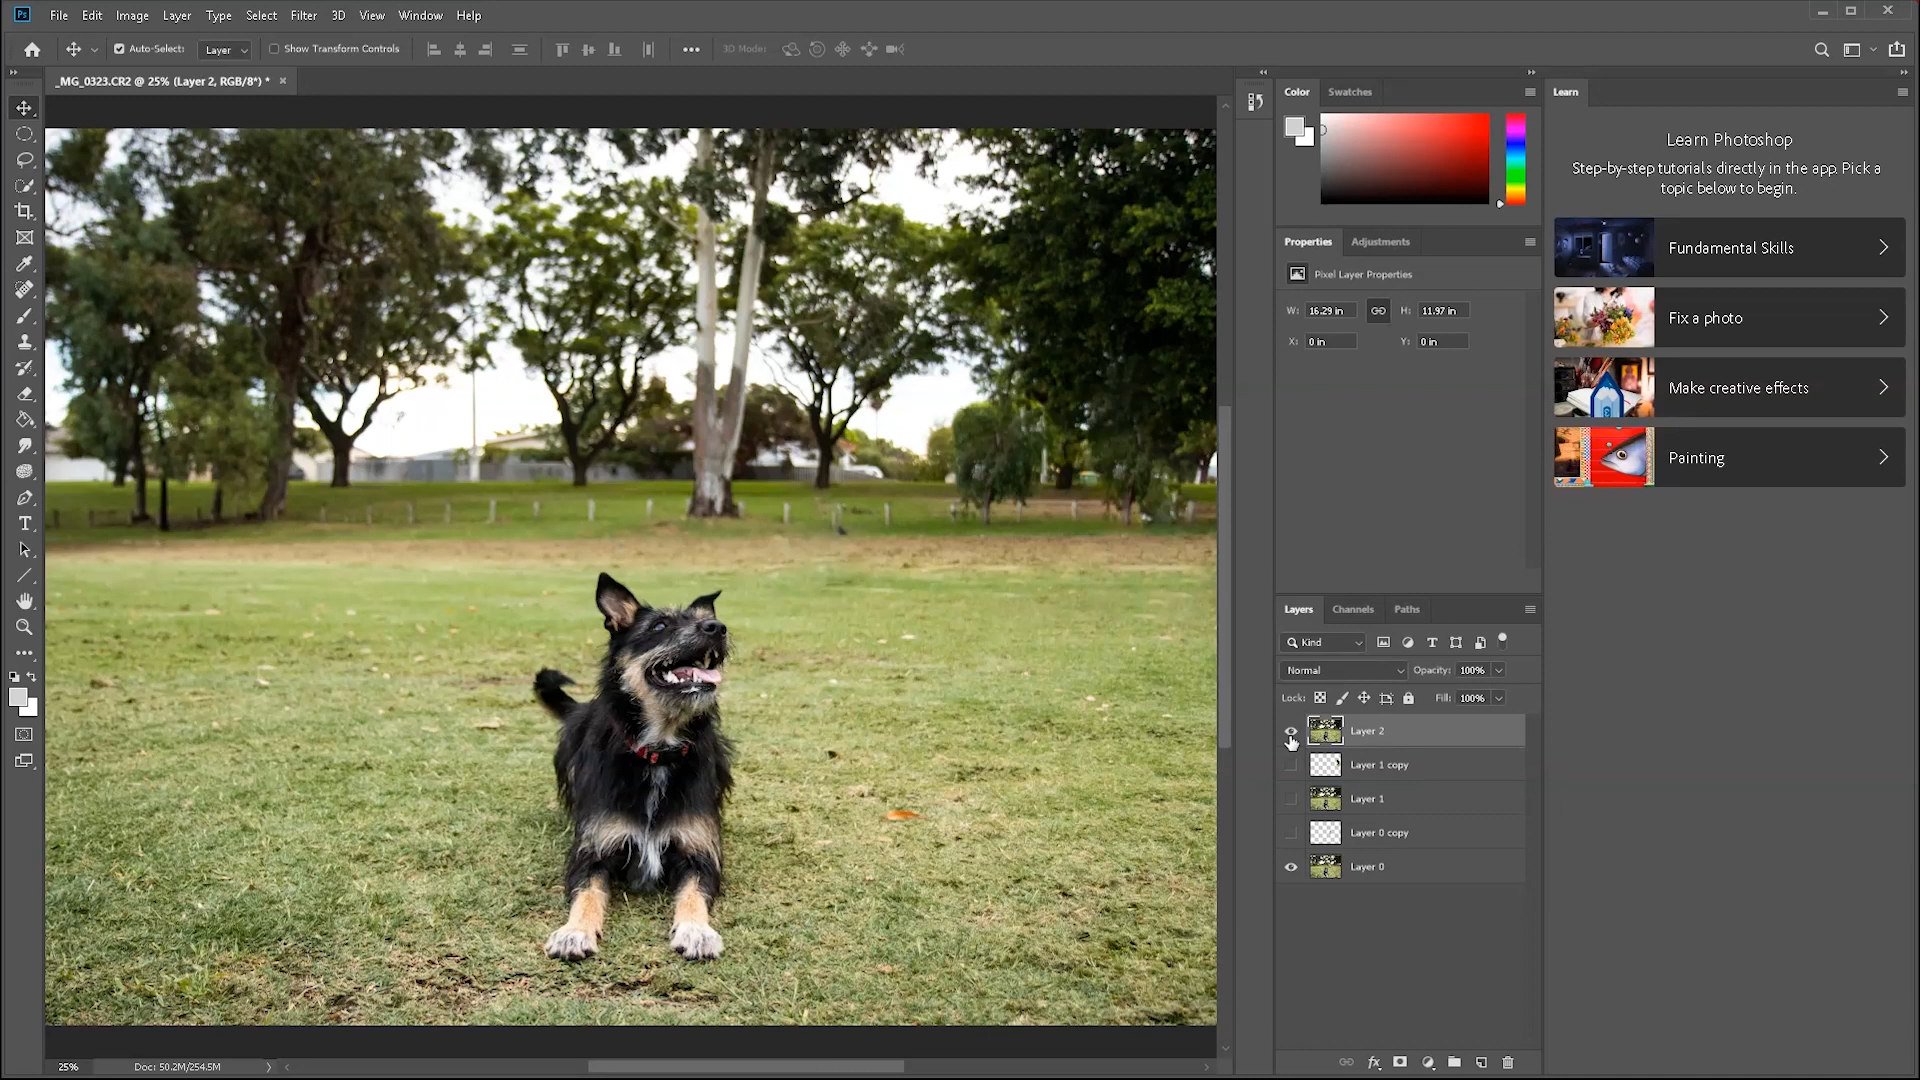 Ps File Edit Image Layer Type Select Filter 3D View Window Help
Auto-Select: Layer Show Transform Controls 3D Mode:
_MG_0323.CR2 @ 25% (Layer 2, RGB/8*) *
Color Swatches
Learn
Learn Photoshop
Step-by-step tutorials directly in the app. Pick a
topic below to begin.
Fundamental Skills
Fix a photo
Make creative effects
Painting
Properties Adjustments
Pixel Layer Properties
W: 16.29 in H: 11.97 in
X: 0 in Y: 0 in
Layers Channels Paths
Kind
Normal Opacity: 100%
Lock: Fill: 100%
Layer 2
Layer 1 copy
Layer 1
Layer 0 copy
Layer 0
25% Doc: 50.2M/254.5M